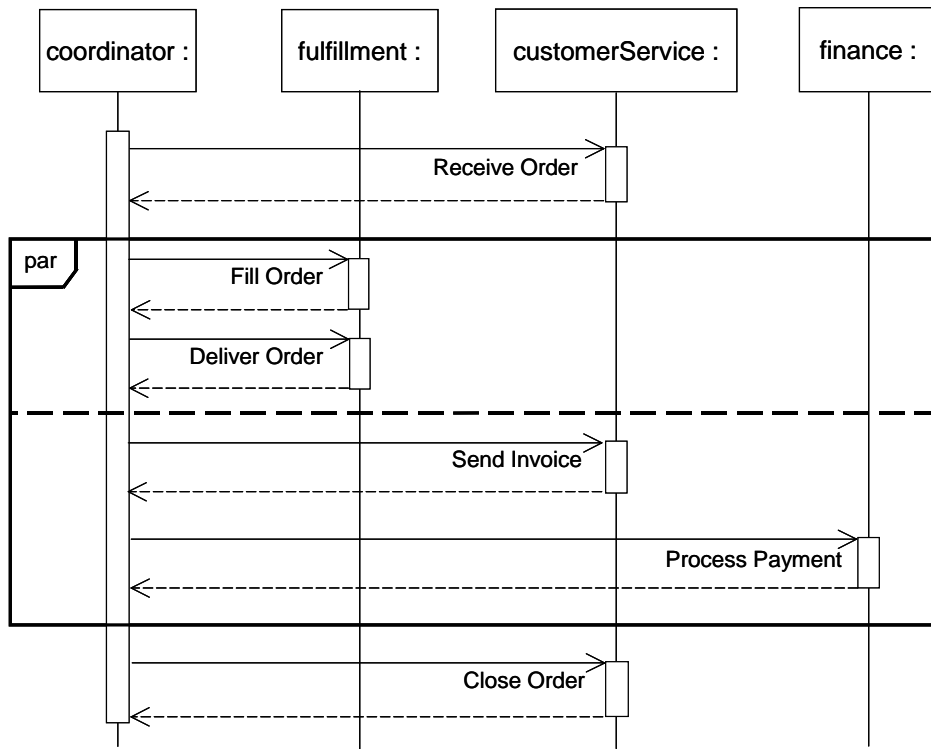 coordinator :
fulfillment :
customerService :
finance :
Receive Order
par
Fill Order
Deliver Order
Send Invoice
Process Payment
Close Order